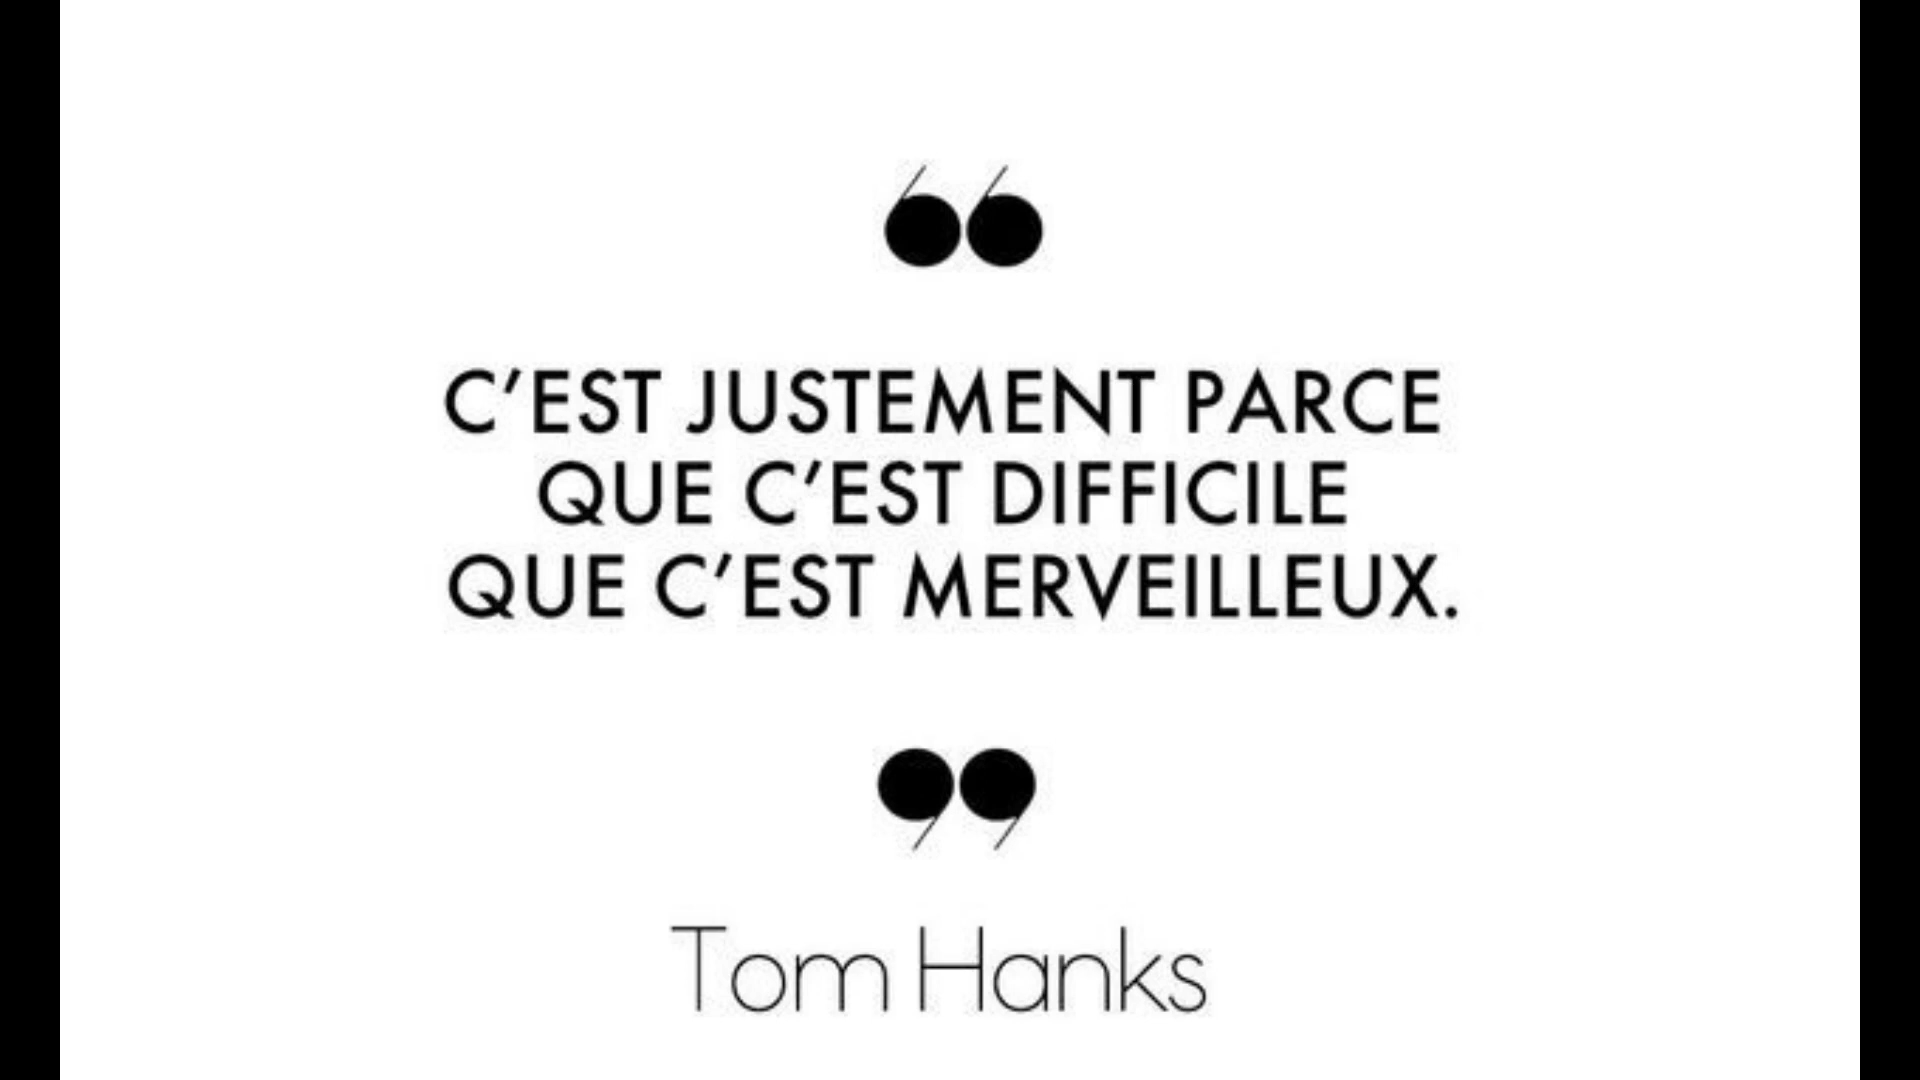 “
C’EST JUSTEMENT PARCE
QUE C’EST DIFFICILE
QUE C’EST MERVEILLEUX.
”
Tom Hanks